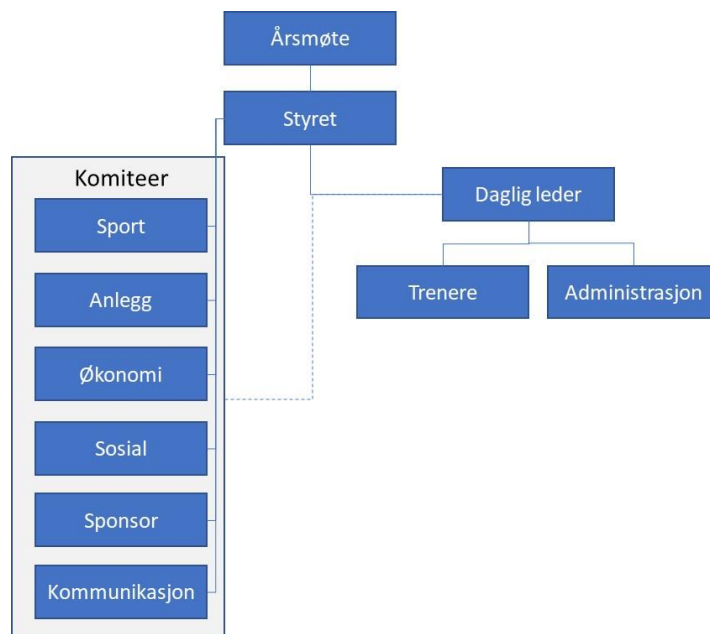 Årsmøte
Styret
Komiteer
Sport
Anlegg
Økonomi
Sosial
Sponsor
Kommunikasjon
Daglig leder
Trenere
Administrasjon